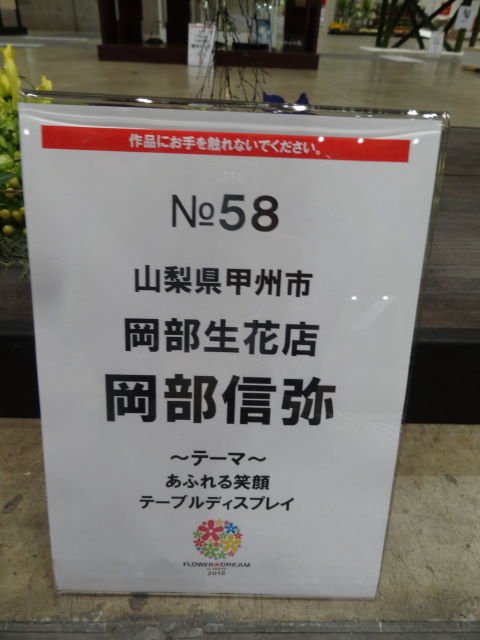 作品にお手を触れないでください。
№58
山梨県甲州市
岡部生花店
岡部信弥
～テーマ～
あふれる笑顔
テーブルディスプレイ
FLOWER DREAM
in TOKYO
2012